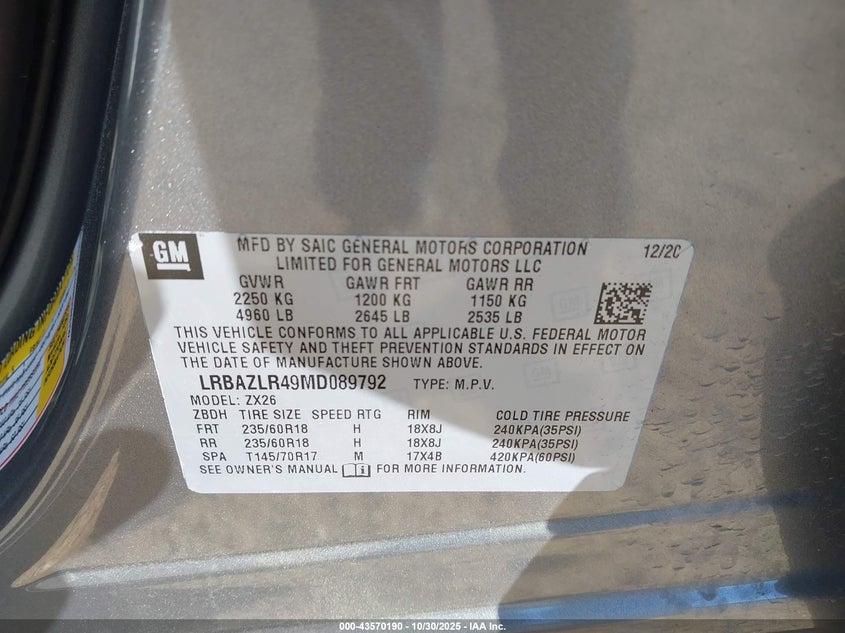 GM
MFD BY SAIC GENERAL MOTORS CORPORATION
LIMITED FOR GENERAL MOTORS LLC
12/20
GVWR GAWR FRT GAWR RR
2250 KG 1200 KG 1150 KG
4960 LB 2645 LB 2535 LB
THIS VEHICLE CONFORMS TO ALL APPLICABLE U.S. FEDERAL MOTOR
VEHICLE SAFETY AND THEFT PREVENTION STANDARDS IN EFFECT ON
THE DATE OF MANUFACTURE SHOWN ABOVE.
LRBAZLR49MD089792 TYPE: M.P.V.
MODEL: ZX26
ZBDH TIRE SIZE SPEED RTG RIM COLD TIRE PRESSURE
FRT 235/60R18 H 18X8J 240KPA(35PSI)
RR 235/60R18 H 18X8J 240KPA(35PSI)
SPA T145/70R17 M 17X4B 420KPA(60PSI)
SEE OWNER'S MANUAL FOR MORE INFORMATION.
000-43570190 - 10/30/2025 - IAA Inc.